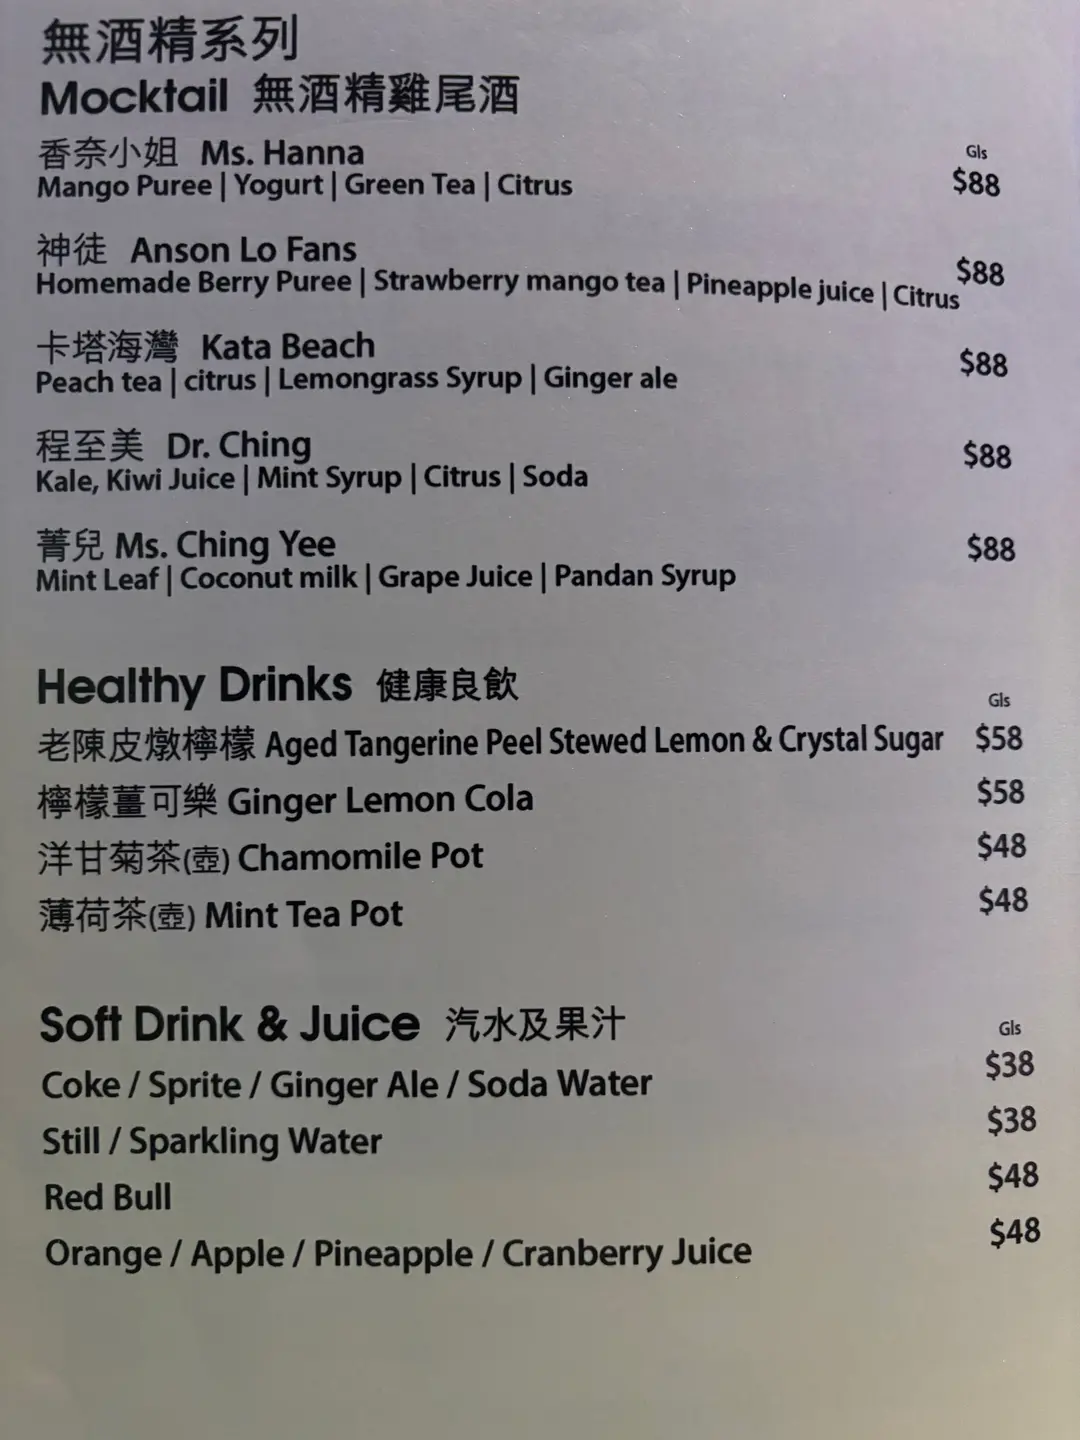 無酒精系列
Mocktail 無酒精雞尾酒
Gls
香奈小姐 Ms. Hanna
Mango Puree | Yogurt | Green Tea | Citrus $88
神徒 Anson Lo Fans
Homemade Berry Puree | Strawberry mango tea | Pineapple juice | Citrus $88
卡塔海灣 Kata Beach
Peach tea | citrus | Lemongrass Syrup | Ginger ale $88
程至美 Dr. Ching
Kale, Kiwi Juice | Mint Syrup | Citrus | Soda $88
菁兒 Ms. Ching Yee
Mint Leaf | Coconut milk | Grape Juice | Pandan Syrup $88
Healthy Drinks 健康良飲
Gls
老陳皮燉檸檬 Aged Tangerine Peel Stewed Lemon & Crystal Sugar $58
檸檬薑可樂 Ginger Lemon Cola $58
洋甘菊茶(壺) Chamomile Pot $48
薄荷茶(壺) Mint Tea Pot $48
Soft Drink & Juice 汽水及果汁
Gls
Coke / Sprite / Ginger Ale / Soda Water $38
Still / Sparkling Water $38
Red Bull $48
Orange / Apple / Pineapple / Cranberry Juice $48